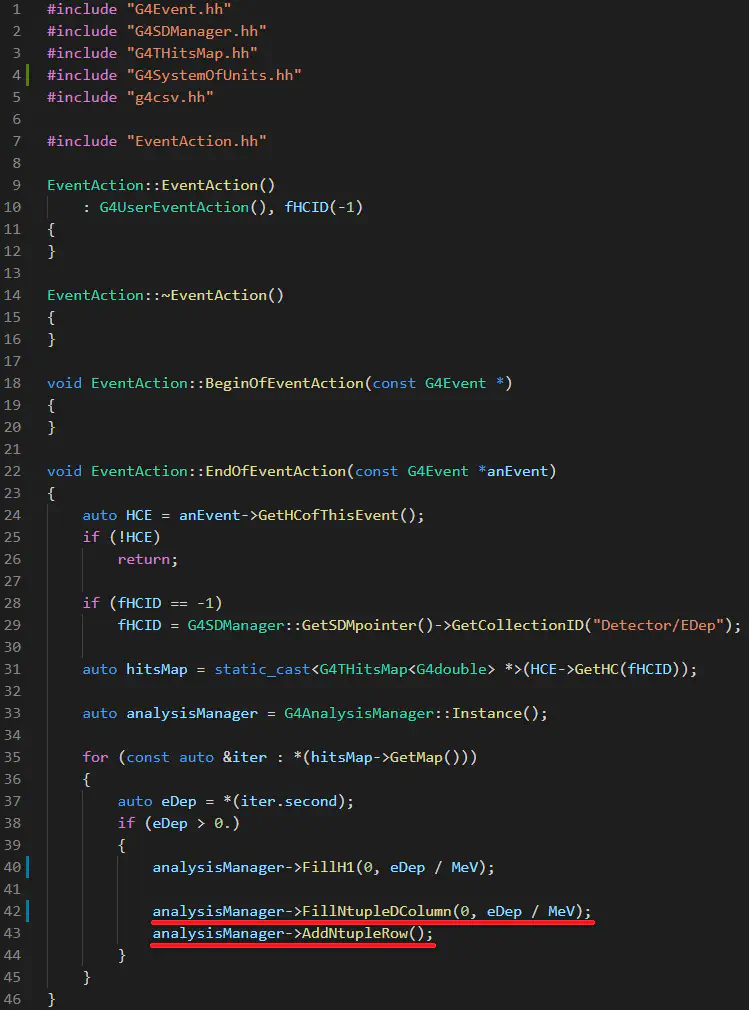 1 #include "G4Event.hh"
2 #include "G4SDManager.hh"
3 #include "G4THitsMap.hh"
4 #include "G4SystemOfUnits.hh"
5 #include "g4csv.hh"
6
7 #include "EventAction.hh"
8
9 EventAction::EventAction()
10     : G4UserEventAction(), fHCID(-1)
11 {
12 }
13
14 EventAction::~EventAction()
15 {
16 }
17
18 void EventAction::BeginOfEventAction(const G4Event *)
19 {
20 }
21
22 void EventAction::EndOfEventAction(const G4Event *anEvent)
23 {
24     auto HCE = anEvent->GetHCofThisEvent();
25     if (!HCE)
26         return;
27
28     if (fHCID == -1)
29         fHCID = G4SDManager::GetSDMpointer()->GetCollectionID("Detector/EDep");
30
31     auto hitsMap = static_cast<G4THitsMap<G4double> *>(HCE->GetHC(fHCID));
32
33     auto analysisManager = G4AnalysisManager::Instance();
34
35     for (const auto &iter : *(hitsMap->GetMap()))
36     {
37         auto eDep = *(iter.second);
38         if (eDep > 0.)
39         {
40             analysisManager->FillH1(0, eDep / MeV);
41
42             analysisManager->FillNtupleDColumn(0, eDep / MeV);
43             analysisManager->AddNtupleRow();
44         }
45     }
46 }